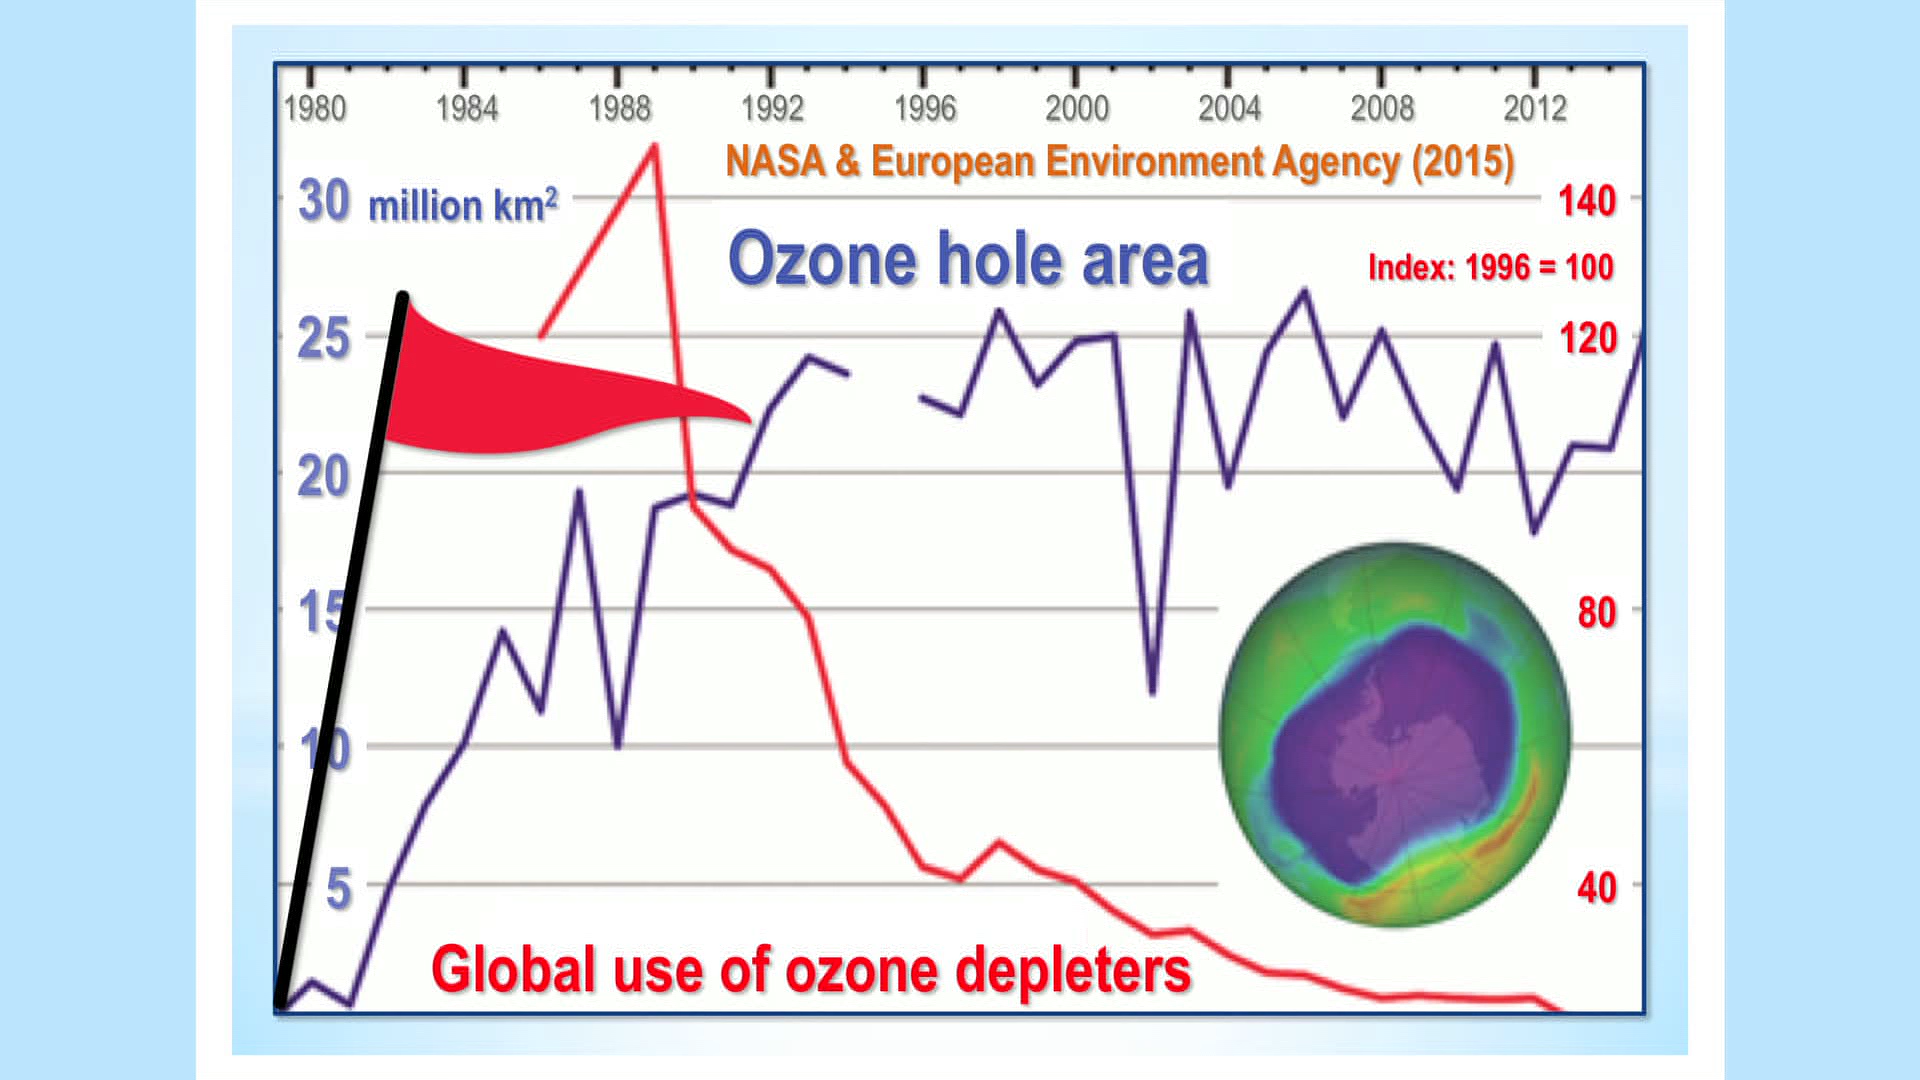 1980 1984 1988 1992 1996 2000 2004 2008 2012
NASA & European Environment Agency (2015)
30 million km² 140
Ozone hole area
Index: 1996 = 100
25 120
20
15 80
10
5 40
Global use of ozone depleters